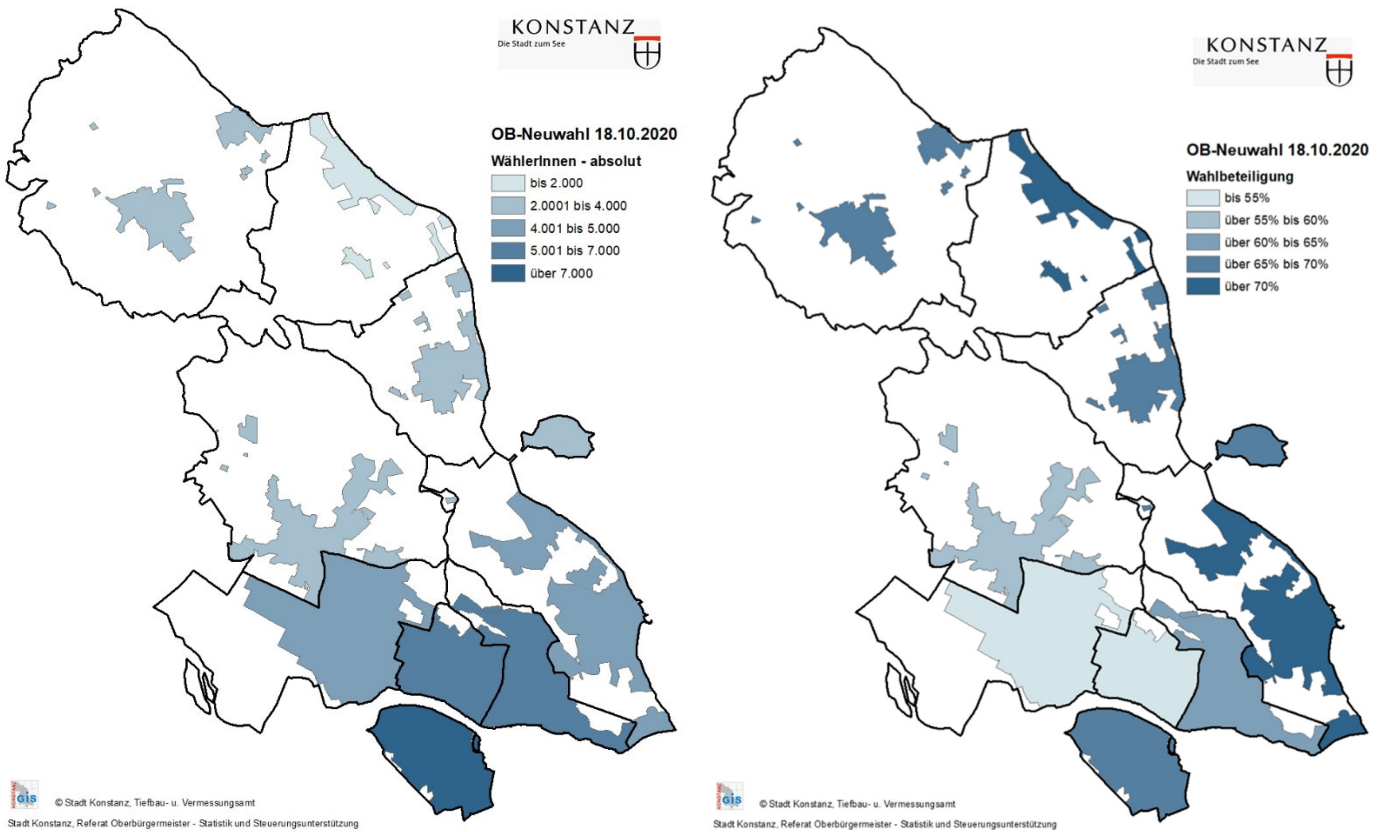 KONSTANZ
Die Stadt zum See
OB-Neuwahl 18.10.2020
WählerInnen - absolut
bis 2.000
2.0001 bis 4.000
4.001 bis 5.000
5.001 bis 7.000
über 7.000
KONSTANZ
GIS
© Stadt Konstanz, Tiefbau- u. Vermessungsamt
Stadt Konstanz, Referat Oberbürgermeister - Statistik und Steuerungsunterstützung
KONSTANZ
Die Stadt zum See
OB-Neuwahl 18.10.2020
Wahlbeteiligung
bis 55%
über 55% bis 60%
über 60% bis 65%
über 65% bis 70%
über 70%
KONSTANZ
GIS
© Stadt Konstanz, Tiefbau- u. Vermessungsamt
Stadt Konstanz, Referat Oberbürgermeister - Statistik und Steuerungsunterstützung